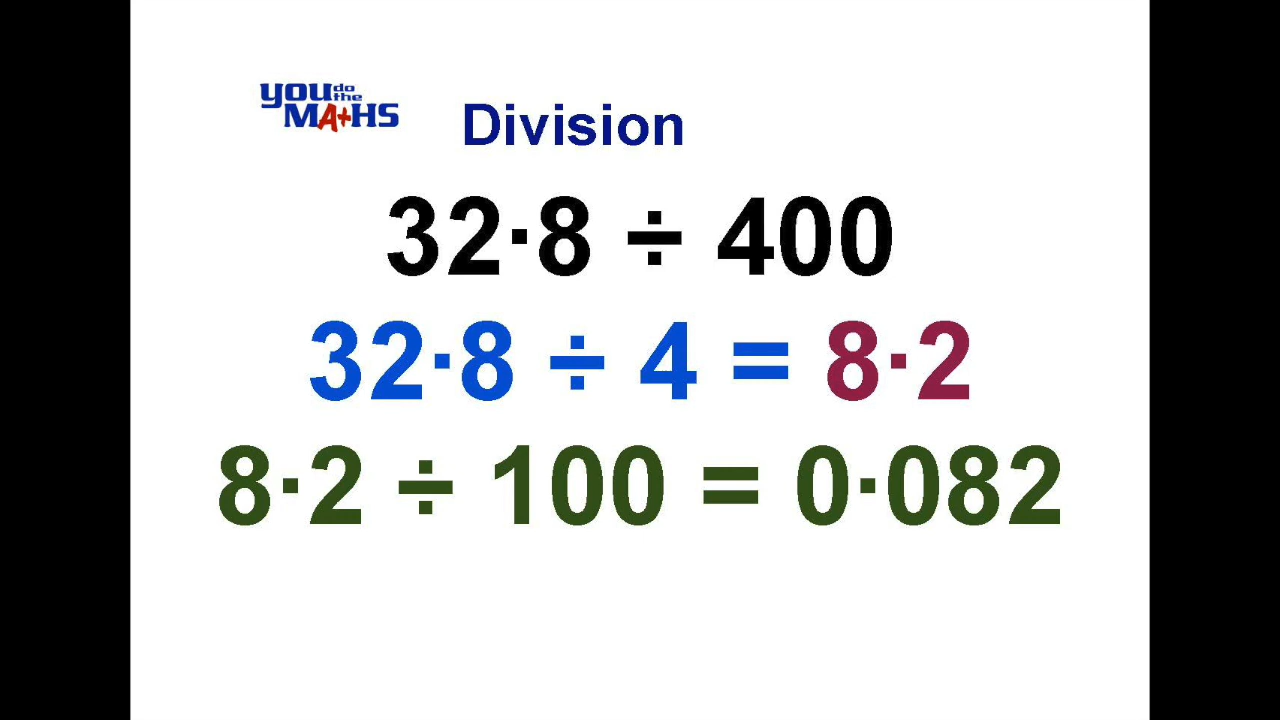 you do the MA+HS
Division
32·8 ÷ 400
32·8 ÷ 4 = 8·2
8·2 ÷ 100 = 0·082